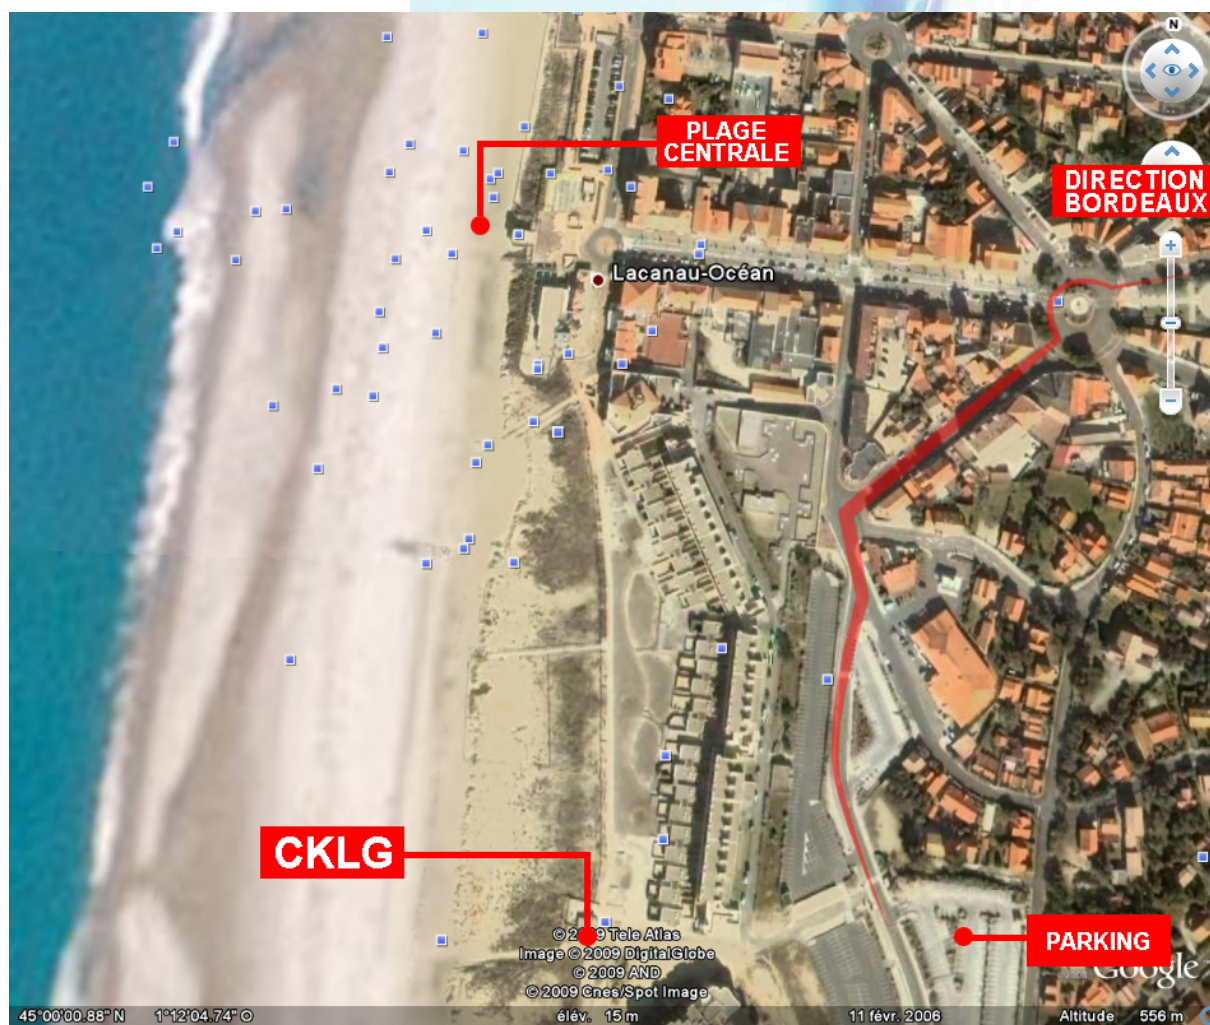 N
PLAGE
CENTRALE
DIRECTION
BORDEAUX
Lacanau-Océan
CKLG
PARKING
© 2009 Tele Atlas
Image © 2009 DigitalGlobe
© 2009 AND
© 2009 Cnes/Spot Image
Google
45°00'00.88" N 1°12'04.74" O
élév. 15 m
11 févr. 2006
Altitude 556 m